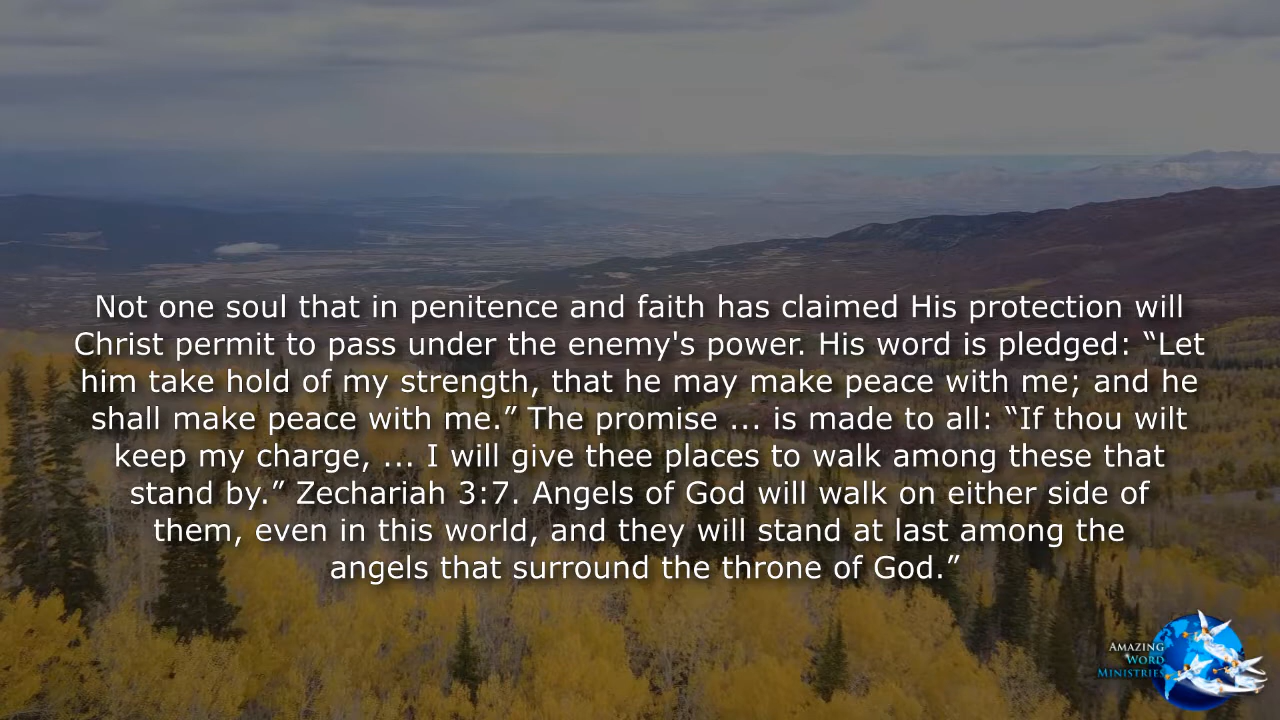 Not one soul that in penitence and faith has claimed His protection will
Christ permit to pass under the enemy's power. His word is pledged: “Let
him take hold of my strength, that he may make peace with me; and he
shall make peace with me.” The promise ... is made to all: “If thou wilt
keep my charge, ... I will give thee places to walk among these that
stand by.” Zechariah 3:7. Angels of God will walk on either side of
them, even in this world, and they will stand at last among the
angels that surround the throne of God.”
Amazing
Word
Ministries